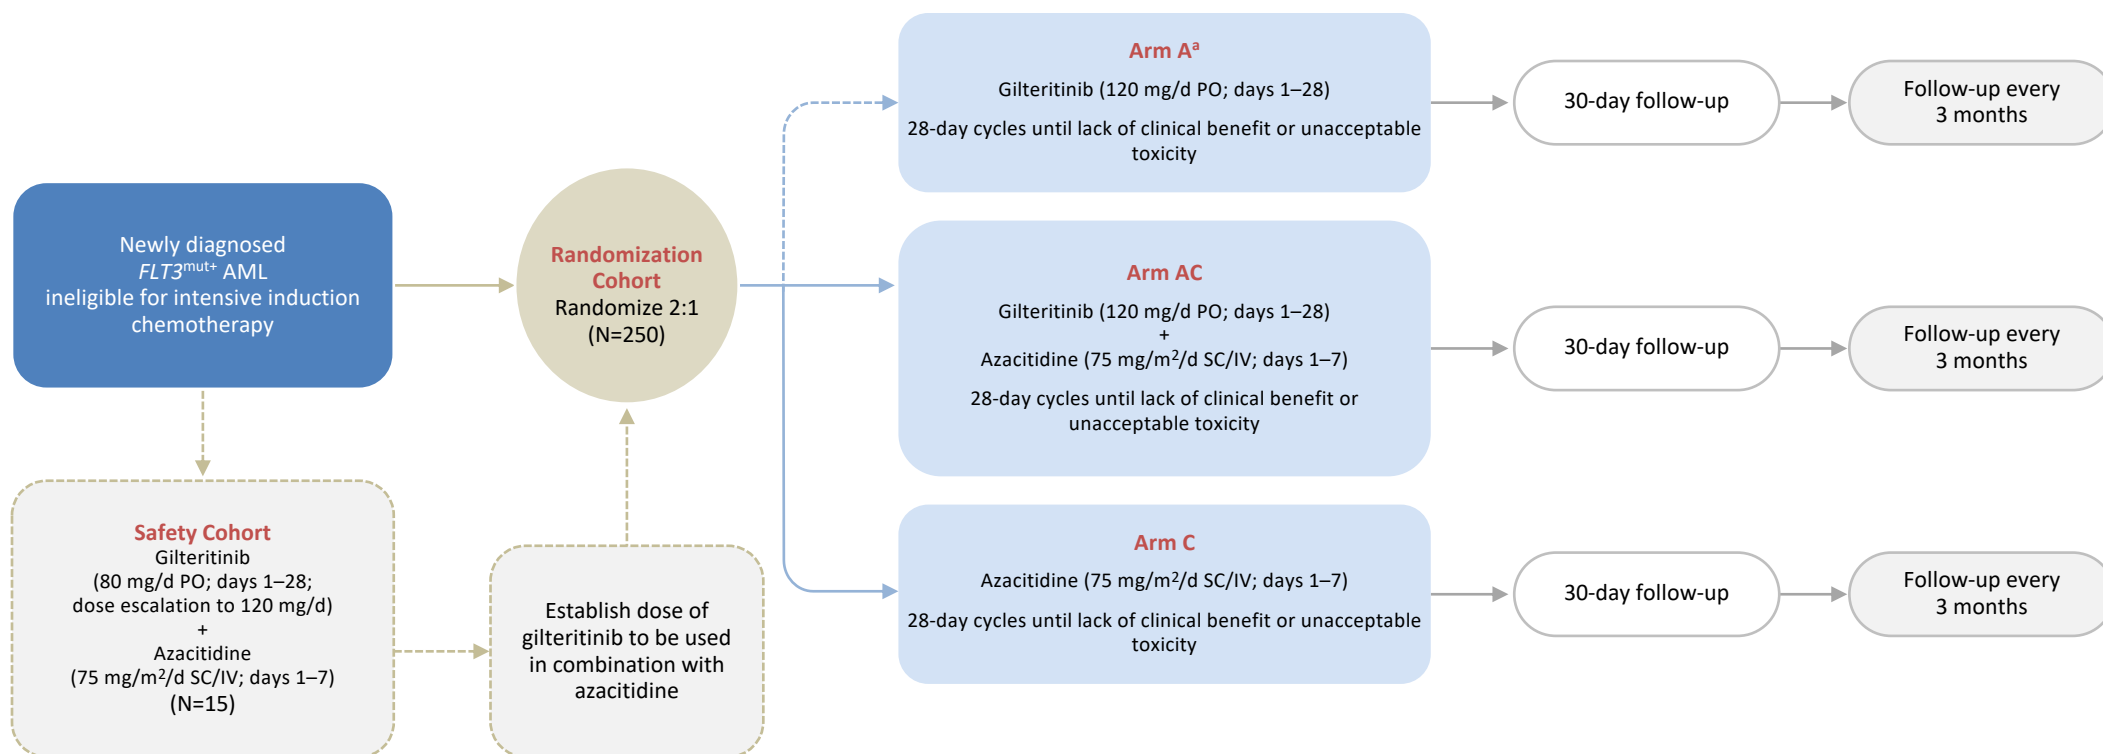 Newly diagnosed
FLT3ᵐᵘᵗ⁺ AML
ineligible for intensive induction
chemotherapy
Safety Cohort
Gilteritinib
(80 mg/d PO; days 1–28;
dose escalation to 120 mg/d)
+
Azacitidine
(75 mg/m²/d SC/IV; days 1–7)
(N=15)
Establish dose of
gilteritinib to be used
in combination with
azacitidine
Randomization
Cohort
Randomize 2:1
(N=250)
Arm Aᵃ
Gilteritinib (120 mg/d PO; days 1–28)
28-day cycles until lack of clinical benefit or unacceptable
toxicity
30-day follow-up
Follow-up every
3 months
Arm AC
Gilteritinib (120 mg/d PO; days 1–28)
+
Azacitidine (75 mg/m²/d SC/IV; days 1–7)
28-day cycles until lack of clinical benefit or
unacceptable toxicity
30-day follow-up
Follow-up every
3 months
Arm C
Azacitidine (75 mg/m²/d SC/IV; days 1–7)
28-day cycles until lack of clinical benefit or unacceptable
toxicity
30-day follow-up
Follow-up every
3 months